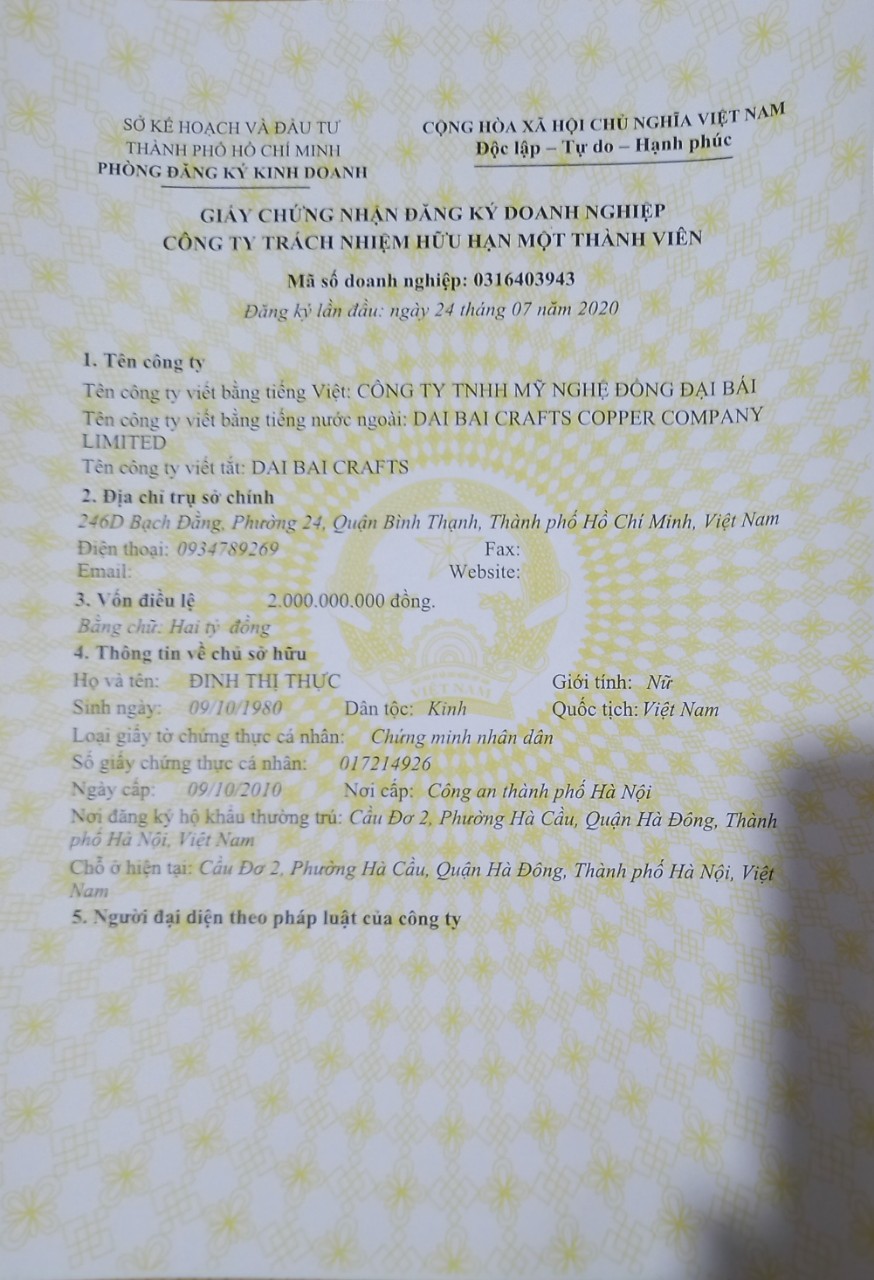 SỞ KẾ HOẠCH VÀ ĐẦU TƯ
THÀNH PHỐ HỒ CHÍ MINH
PHÒNG ĐĂNG KÝ KINH DOANH
CỘNG HÒA XÃ HỘI CHỦ NGHĨA VIỆT NAM
Độc lập – Tự do – Hạnh phúc
GIẤY CHỨNG NHẬN ĐĂNG KÝ DOANH NGHIỆP
CÔNG TY TRÁCH NHIỆM HỮU HẠN MỘT THÀNH VIÊN
Mã số doanh nghiệp: 0316403943
Đăng ký lần đầu: ngày 24 tháng 07 năm 2020
1. Tên công ty
Tên công ty viết bằng tiếng Việt: CÔNG TY TNHH MỸ NGHỆ ĐỒNG ĐẠI BÁI
Tên công ty viết bằng tiếng nước ngoài: DAI BAI CRAFTS COPPER COMPANY
LIMITED
Tên công ty viết tắt: DAI BAI CRAFTS
2. Địa chỉ trụ sở chính
246D Bạch Đằng, Phường 24, Quận Bình Thạnh, Thành phố Hồ Chí Minh, Việt Nam
Điện thoại: 0934789269 Fax:
Email: Website:
3. Vốn điều lệ 2.000.000.000 đồng.
Bằng chữ: Hai tỷ đồng
4. Thông tin về chủ sở hữu
VIỆT NAM
Họ và tên: ĐINH THỊ THỰC Giới tính: Nữ
Sinh ngày: 09/10/1980 Dân tộc: Kinh Quốc tịch: Việt Nam
Loại giấy tờ chứng thực cá nhân: Chứng minh nhân dân
Số giấy chứng thực cá nhân: 017214926
Ngày cấp: 09/10/2010 Nơi cấp: Công an thành phố Hà Nội
Nơi đăng ký hộ khẩu thường trú: Cầu Đơ 2, Phường Hà Cầu, Quận Hà Đông, Thành
phố Hà Nội, Việt Nam
Chỗ ở hiện tại: Cầu Đơ 2, Phường Hà Cầu, Quận Hà Đông, Thành phố Hà Nội, Việt
Nam
5. Người đại diện theo pháp luật của công ty